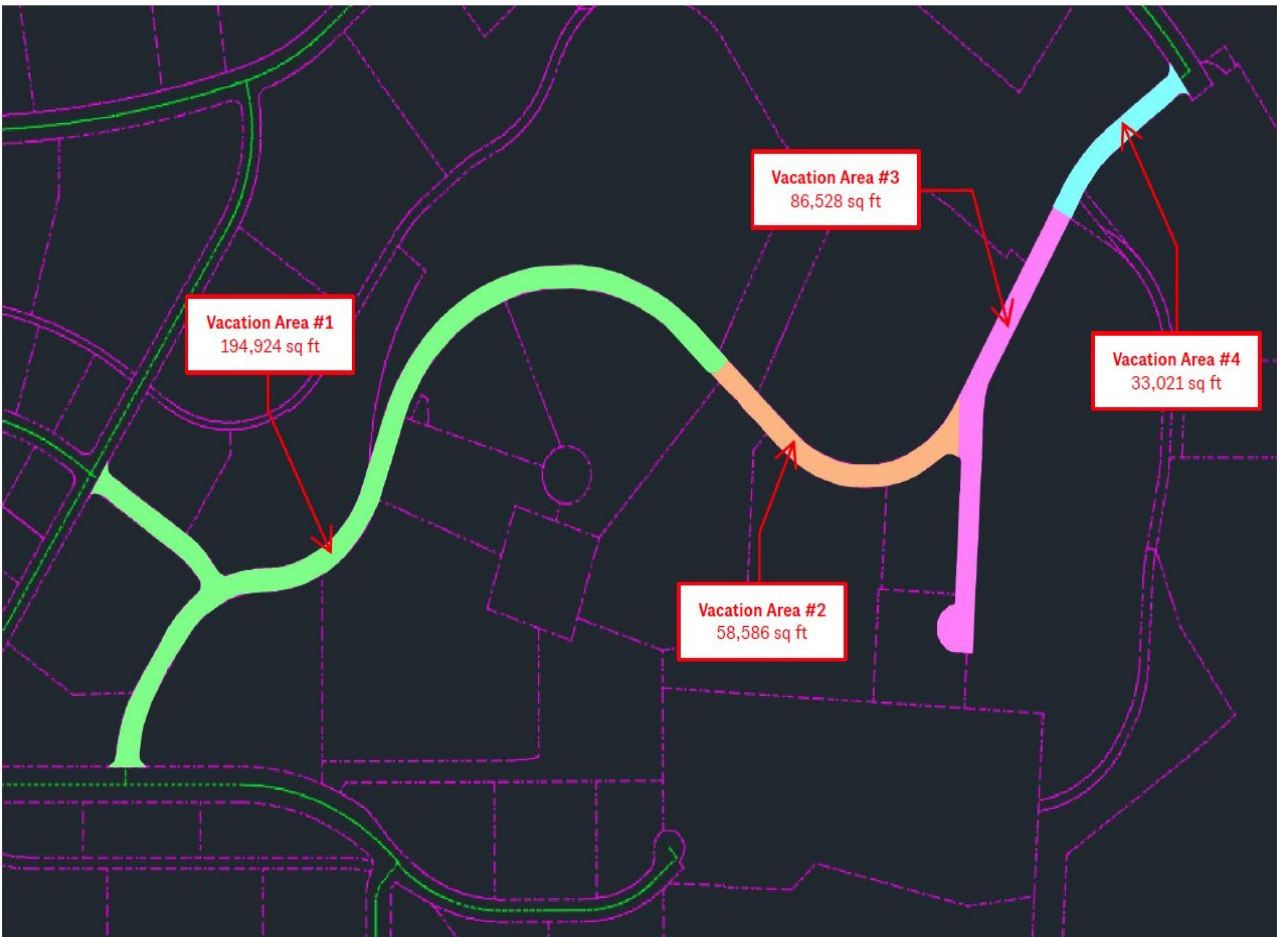 Vacation Area #3
86,528 sq ft
Vacation Area #1
194,924 sq ft
Vacation Area #4
33,021 sq ft
Vacation Area #2
58,586 sq ft